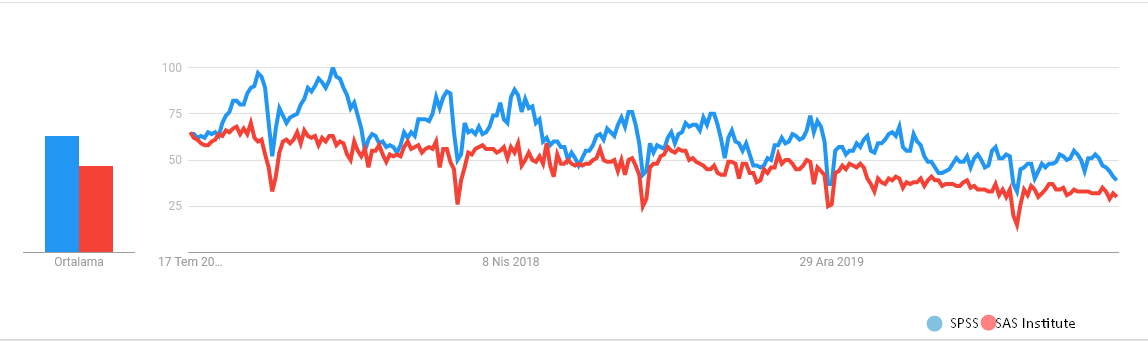 100
75
50
25
Ortalama
17 Tem 20...
8 Nis 2018
29 Ara 2019
SPSS
SAS Institute